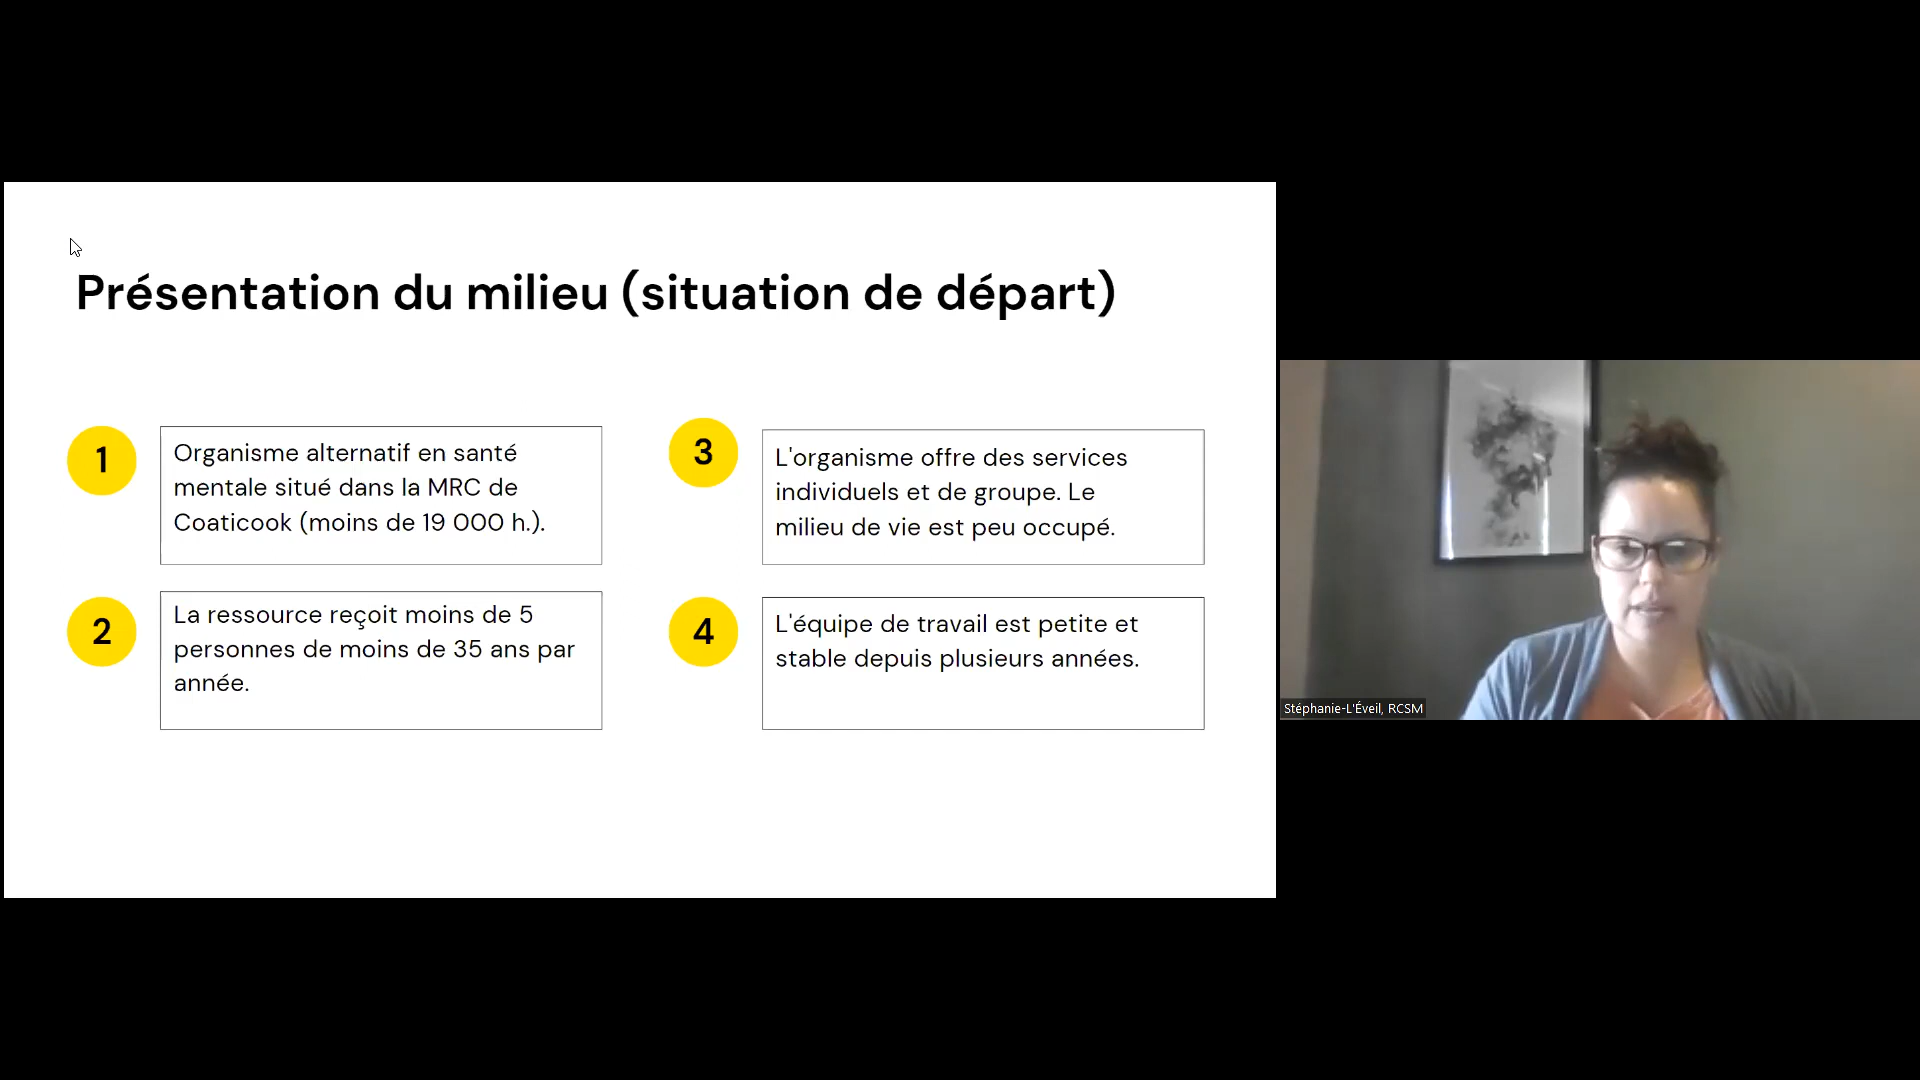 Présentation du milieu (situation de départ)
1
Organisme alternatif en santé
mentale situé dans la MRC de
Coaticook (moins de 19 000 h.).
2
La ressource reçoit moins de 5
personnes de moins de 35 ans par
année.
3
L'organisme offre des services
individuels et de groupe. Le
milieu de vie est peu occupé.
4
L'équipe de travail est petite et
stable depuis plusieurs années.
Stéphanie-L'Éveil, RCSM